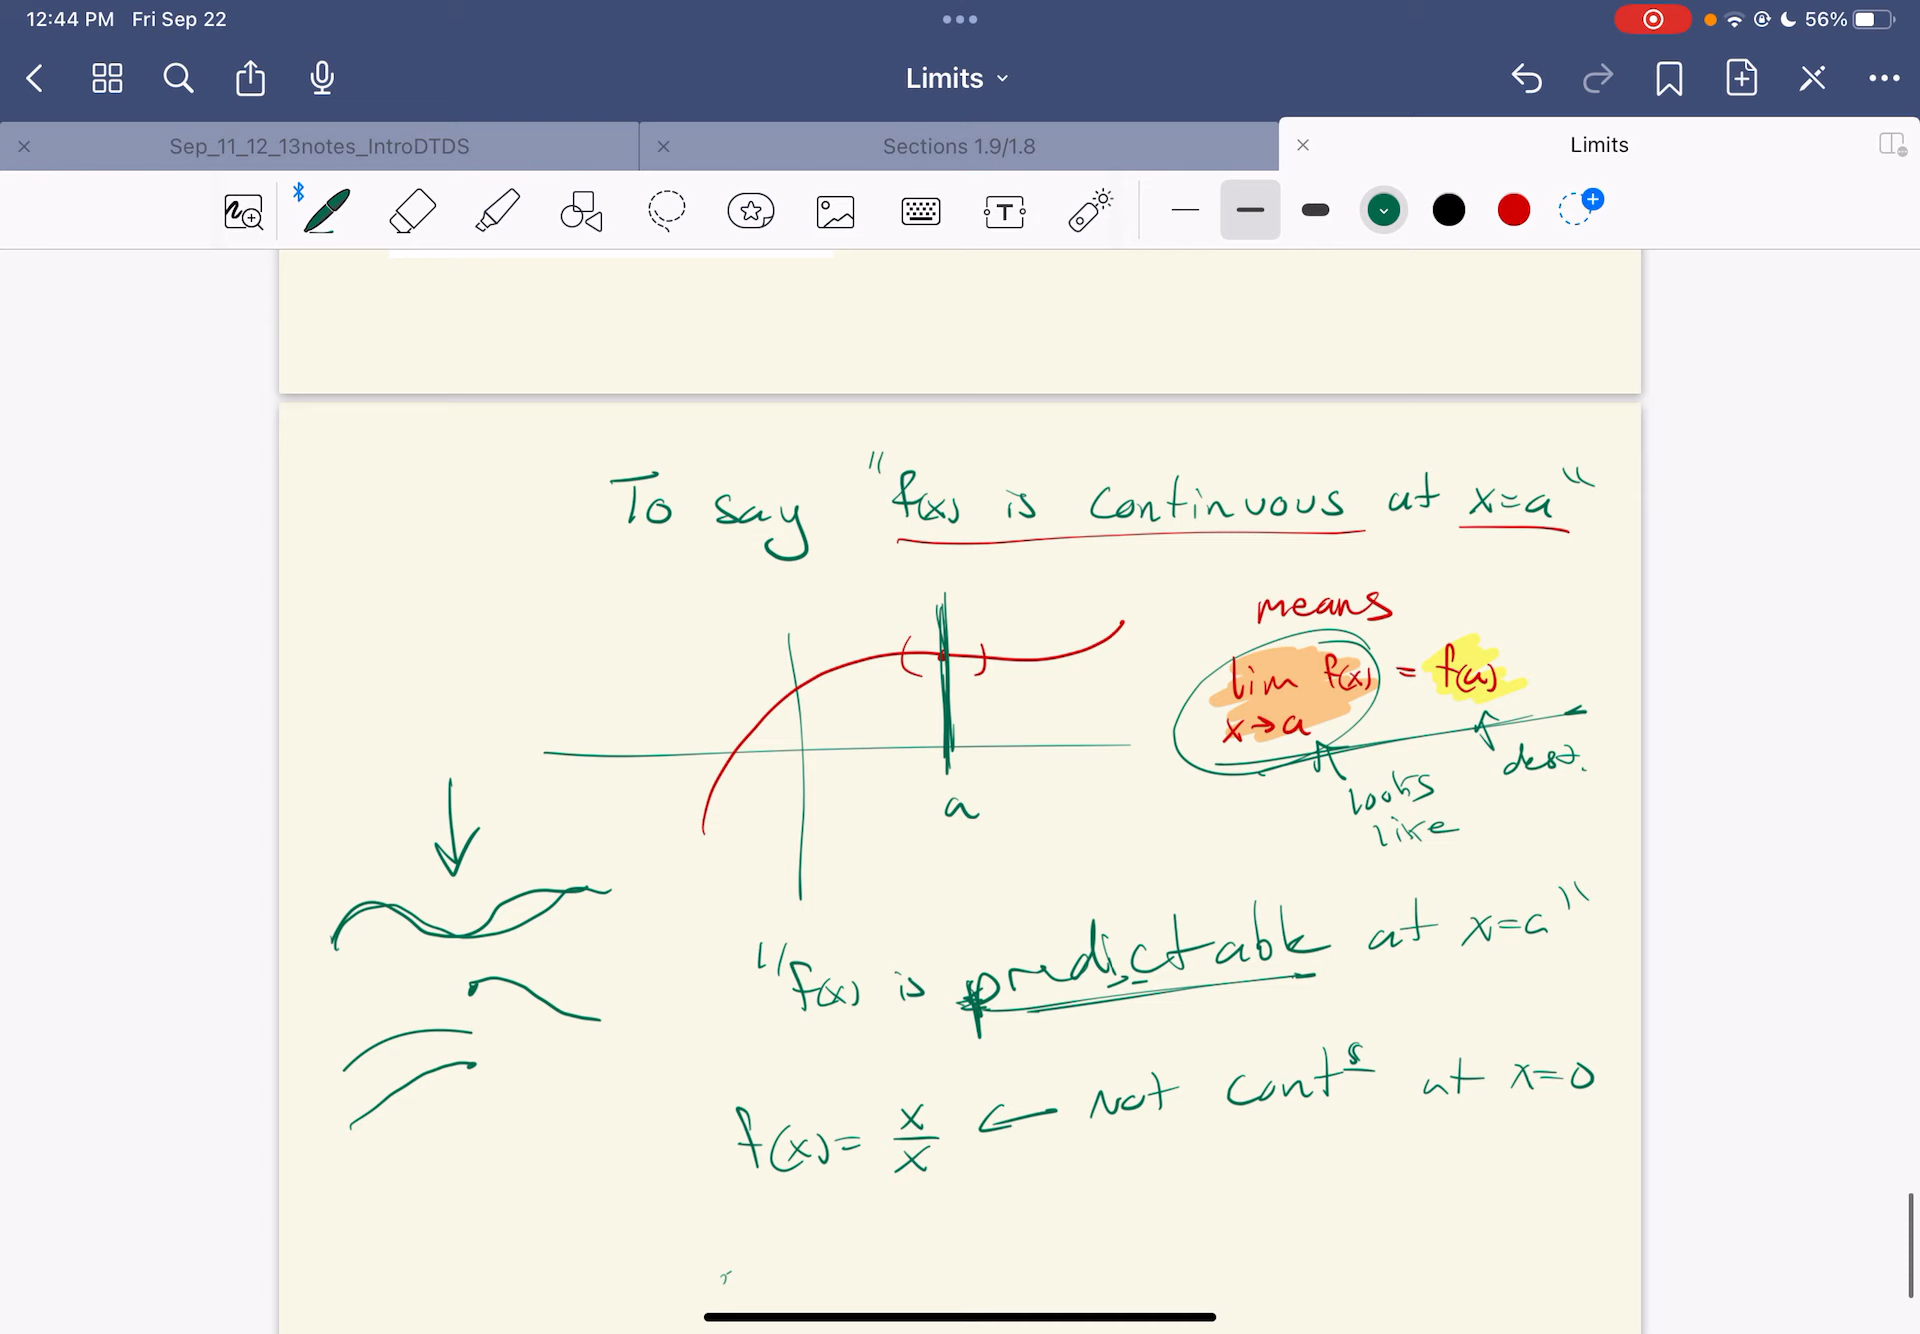 12:44 PM Fri Sep 22
56%
Limits
Sep_11_12_13notes_IntroDTDS
Sections 1.9/1.8
Limits
T
To say "f(x) is continuous at x=a"
means
lim f(x) = f(a)
x→a
dest.
looks
like
a
"f(x) is predictable at x=a"
f(x)= x/x ← Not contˢ at x=0